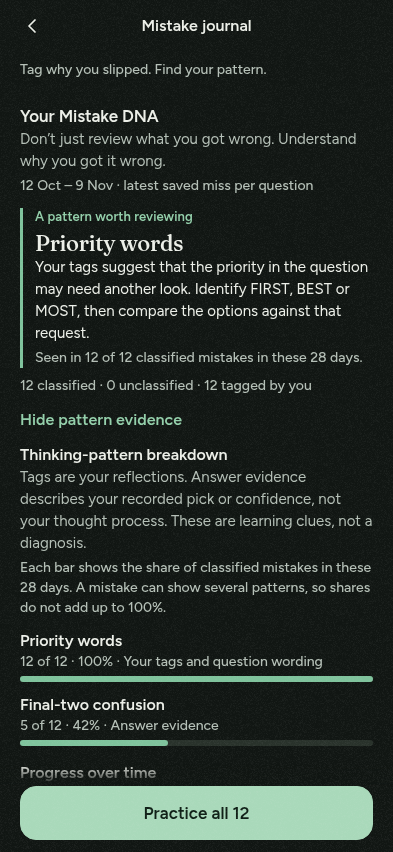 Mistake journal
Tag why you slipped. Find your pattern.
Your Mistake DNA
Don’t just review what you got wrong. Understand
why you got it wrong.
12 Oct – 9 Nov · latest saved miss per question
A pattern worth reviewing
Priority words
Your tags suggest that the priority in the question
may need another look. Identify FIRST, BEST or
MOST, then compare the options against that
request.
Seen in 12 of 12 classified mistakes in these 28 days.
12 classified · 0 unclassified · 12 tagged by you
Hide pattern evidence
Thinking-pattern breakdown
Tags are your reflections. Answer evidence
describes your recorded pick or confidence, not
your thought process. These are learning clues, not a
diagnosis.
Each bar shows the share of classified mistakes in these
28 days. A mistake can show several patterns, so shares
do not add up to 100%.
Priority words
12 of 12 · 100% · Your tags and question wording
Final-two confusion
5 of 12 · 42% · Answer evidence
Progress over time
Practice all 12